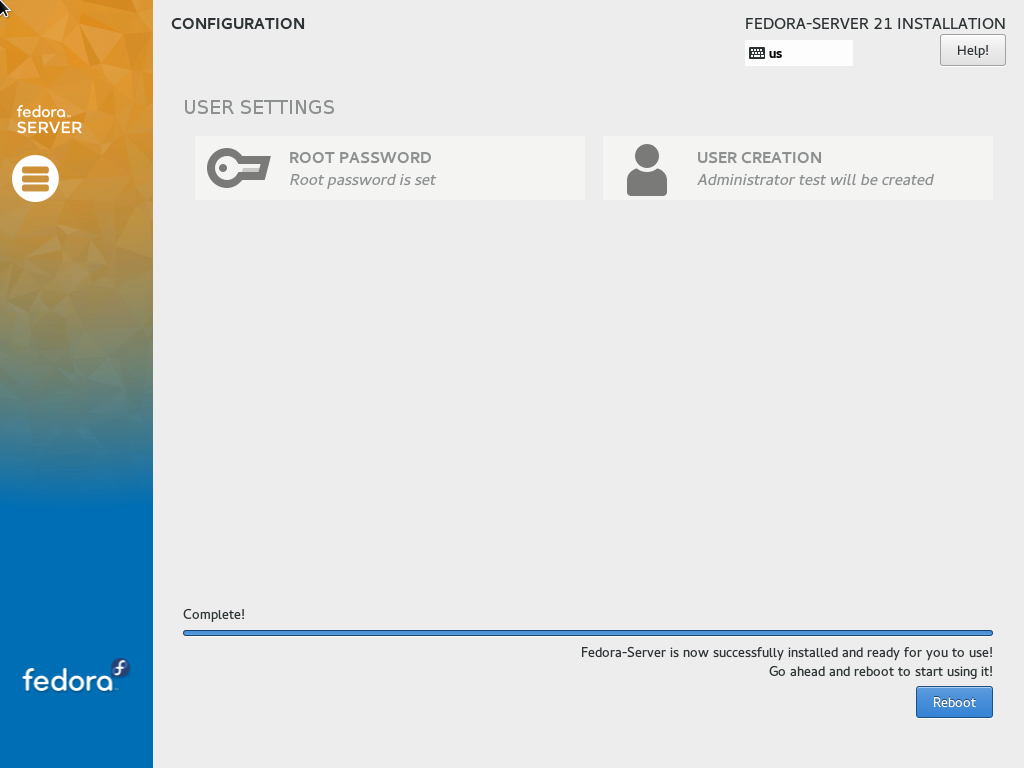 CONFIGURATION
FEDORA-SERVER 21 INSTALLATION
us
Help!
fedora
SERVER
USER SETTINGS
ROOT PASSWORD
Root password is set
USER CREATION
Administrator test will be created
Complete!
Fedora-Server is now successfully installed and ready for you to use!
Go ahead and reboot to start using it!
Reboot
fedora